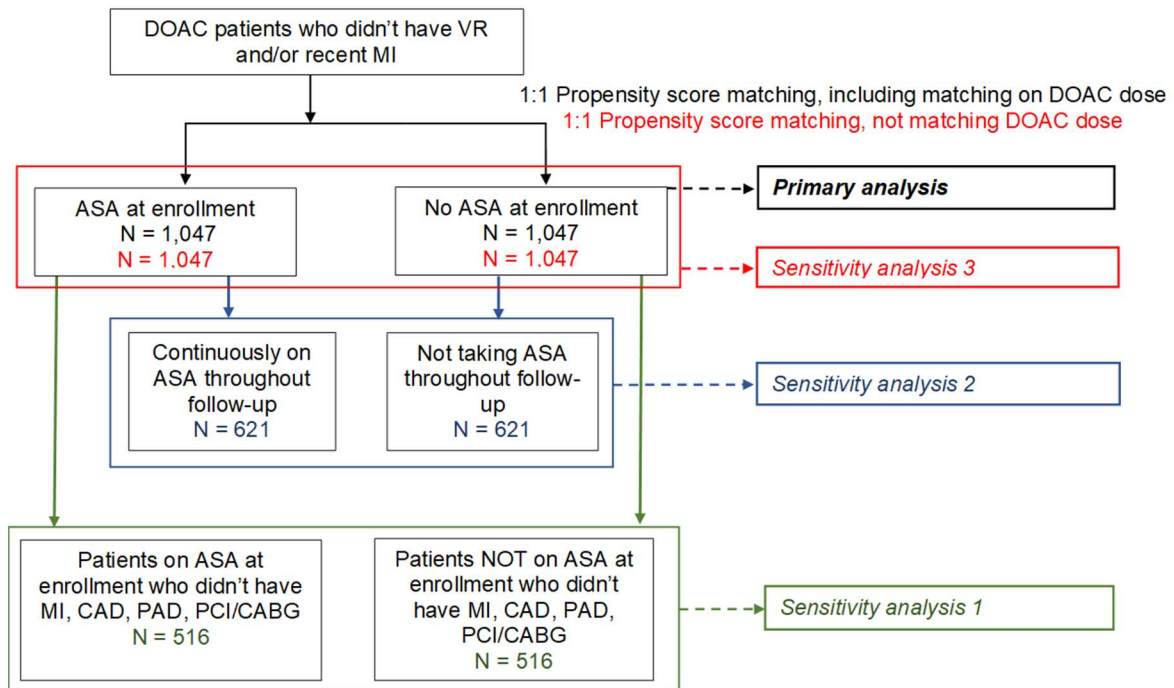 DOAC patients who didn't have VR
and/or recent MI
1:1 Propensity score matching, including matching on DOAC dose
1:1 Propensity score matching, not matching DOAC dose
ASA at enrollment
N = 1,047
N = 1.047
No ASA at enrollment
N = 1,047
N = 1.047
Primary analysis
Sensitivity analysis 3
Continuously on
ASA throughout
follow-up
N = 621
Not taking ASA
throughout follow-
up
N = 621
Sensitivity analysis 2
Patients on ASA at
enrollment who didn't have
MI, CAD, PAD, PCI/CABG
N = 516
Patients NOT on ASA at
enrollment who didn't
have MI, CAD, PAD,
PCI/CABG
N = 516
Sensitivity analysis 1